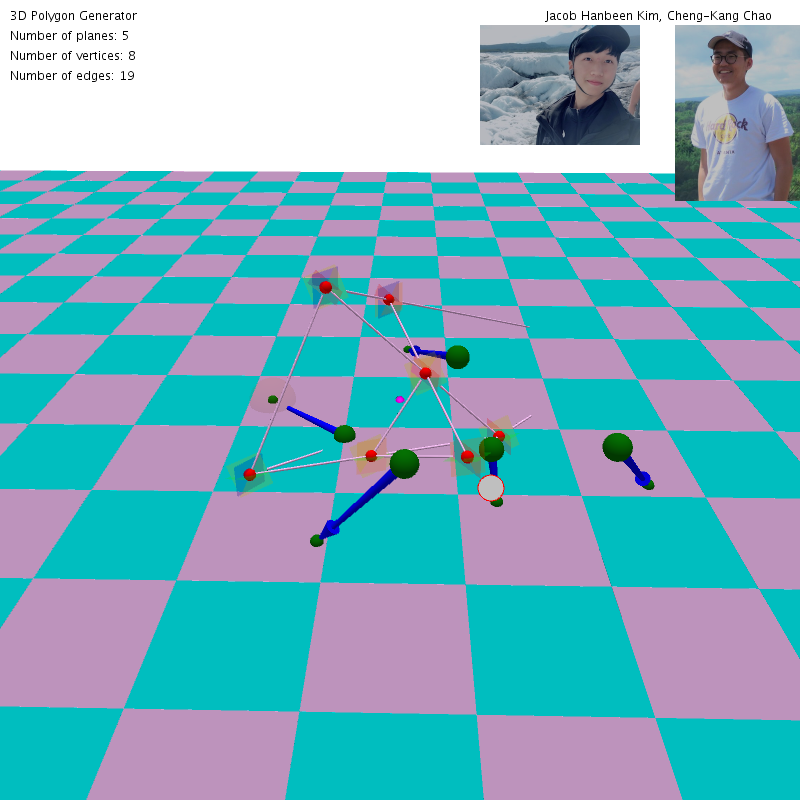 3D Polygon Generator
Jacob Hanbeen Kim, Cheng-Kang Chao
Number of planes: 5
Number of vertices: 8
Number of edges: 19